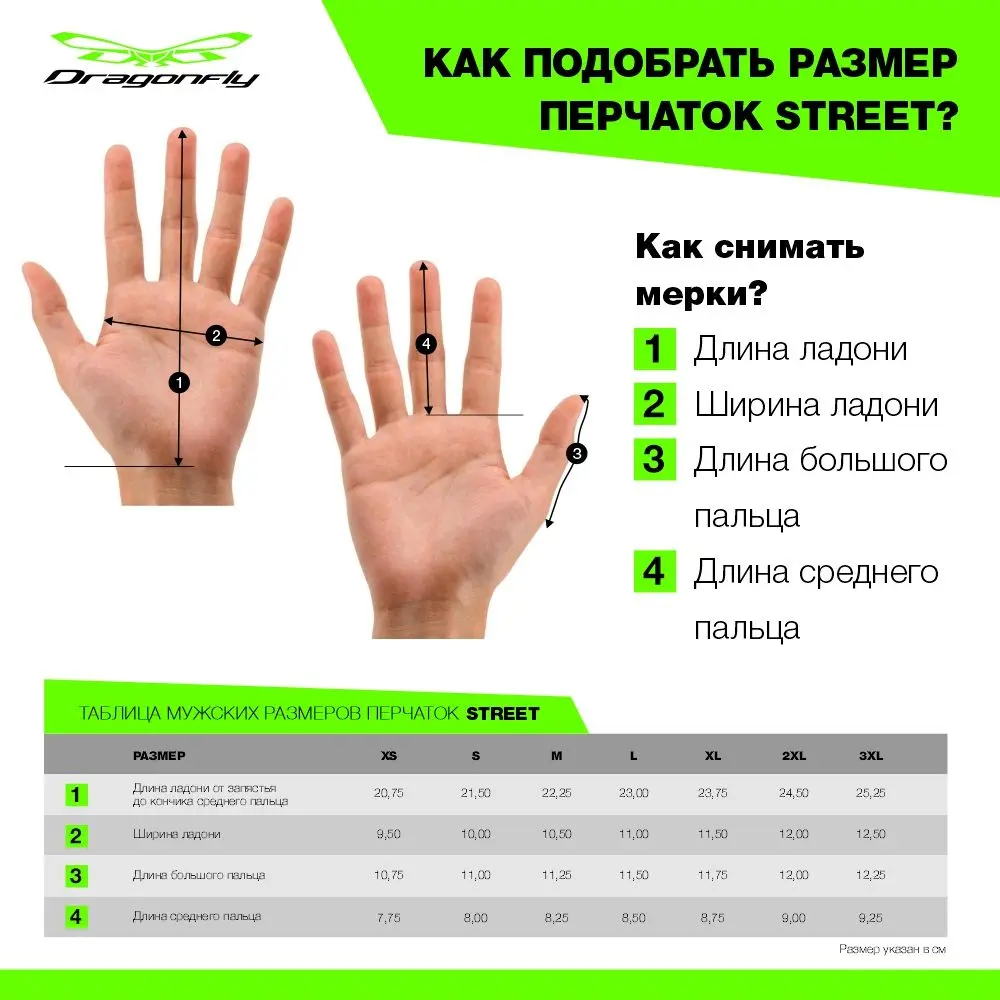 Dragonfly
КАК ПОДОБРАТЬ РАЗМЕР
ПЕРЧАТОК STREET?
Как снимать
мерки?
1 Длина ладони
2 Ширина ладони
3 Длина большого
пальца
4 Длина среднего
пальца
1
2
3
4
ТАБЛИЦА МУЖСКИХ РАЗМЕРОВ ПЕРЧАТОК STREET
РАЗМЕР XS S M L XL 2XL 3XL
1 Длина ладони от запястья
до кончика среднего пальца 20,75 21,50 22,25 23,00 23,75 24,50 25,25
2 Ширина ладони 9,50 10,00 10,50 11,00 11,50 12,00 12,50
3 Длина большого пальца 10,75 11,00 11,25 11,50 11,75 12,00 12,25
4 Длина среднего пальца 7,75 8,00 8,25 8,50 8,75 9,00 9,25
Размер указан в см